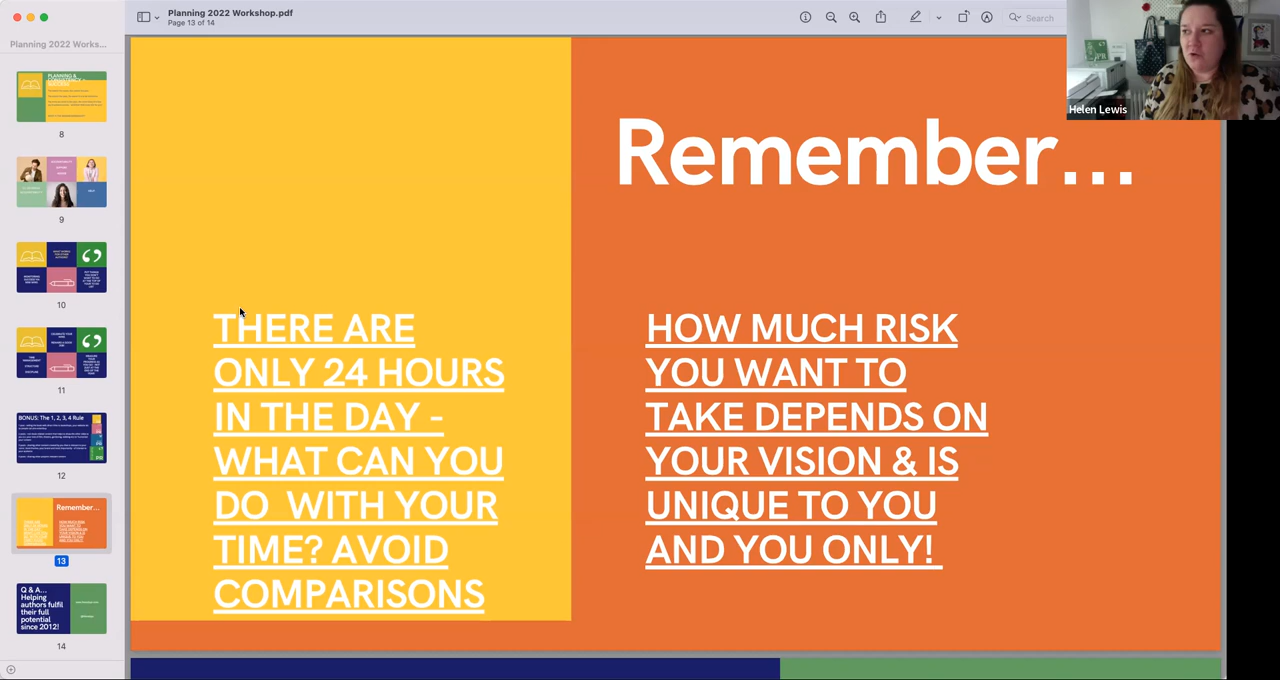 Planning 2022 Workshop.pdf
Page 13 of 14
Search
Planning 2022 Works...
Helen Lewis
Remember...
THERE ARE
ONLY 24 HOURS
IN THE DAY -
WHAT CAN YOU
DO WITH YOUR
TIME? AVOID
COMPARISONS
HOW MUCH RISK
YOU WANT TO
TAKE DEPENDS ON
YOUR VISION & IS
UNIQUE TO YOU
AND YOU ONLY!
8
9
10
11
BONUS: The 1, 2, 3, 4 Rule
12
Remember...
13
Q & A...
Helping
authors fulfil
their full
potential
since 2012!
14